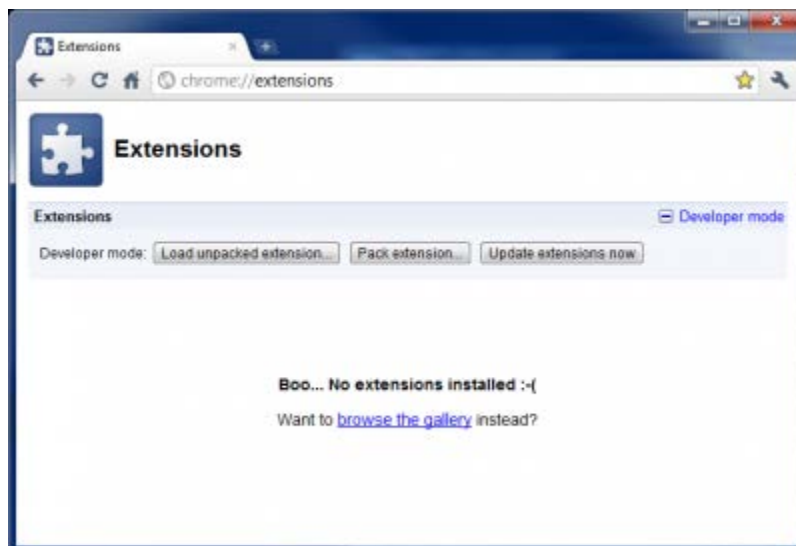 Extensions
chrome://extensions
Extensions
Extensions
Developer mode
Developer mode: Load unpacked extension... Pack extension... Update extensions now
Boo... No extensions installed :-(
Want to browse the gallery instead?